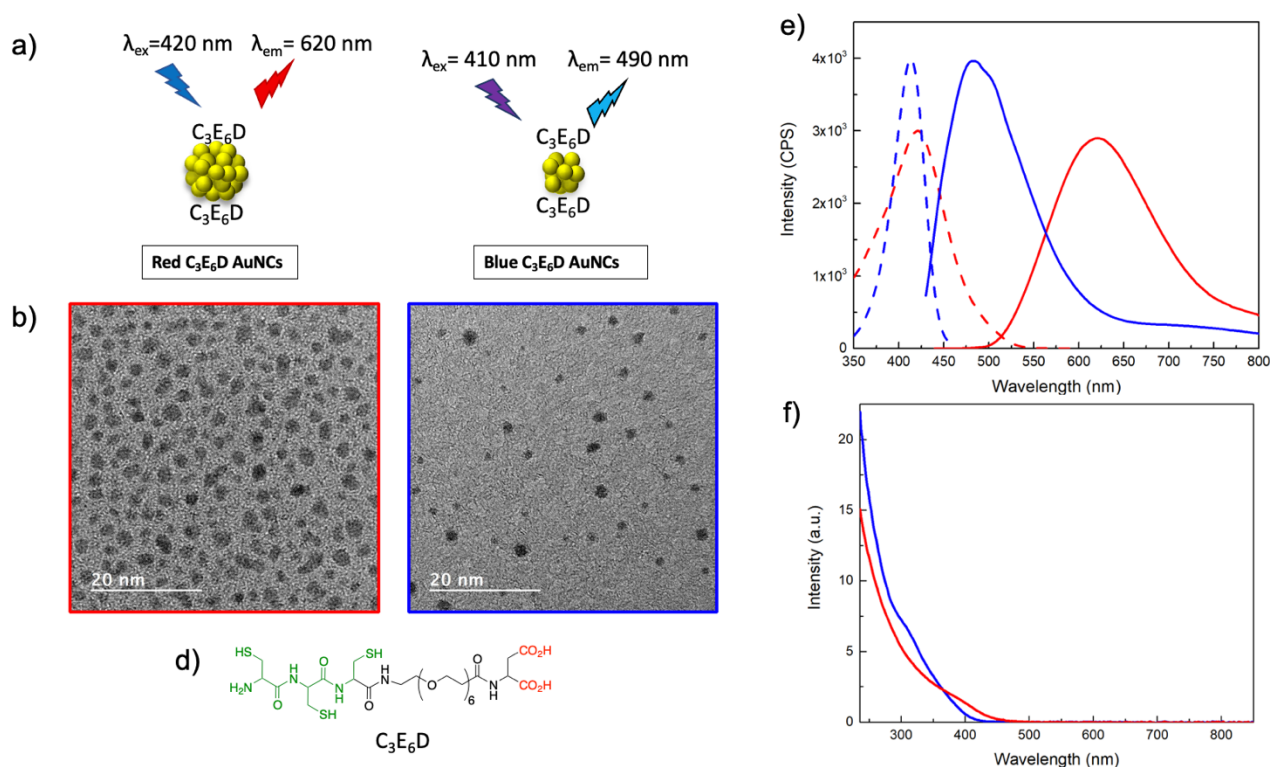 a)
λex=420 nm
λem= 620 nm
C3E6D
C3E6D
Red C3E6D AuNCs
λex= 410 nm
λem= 490 nm
C3E6D
C3E6D
Blue C3E6D AuNCs
b)
20 nm
20 nm
d)
SH
O
H
N
H2N
O
N
H
SH
SH
O
H
N
O
6
O
N
H
CO2H
CO2H
C3E6D
e)
Intensity (CPS)
4x10³
3x10³
2x10³
1x10³
0
350 400 450 500 550 600 650 700 750 800
Wavelength (nm)
f)
Intensity (a.u.)
20
15
10
5
0
300 400 500 600 700 800
Wavelength (nm)